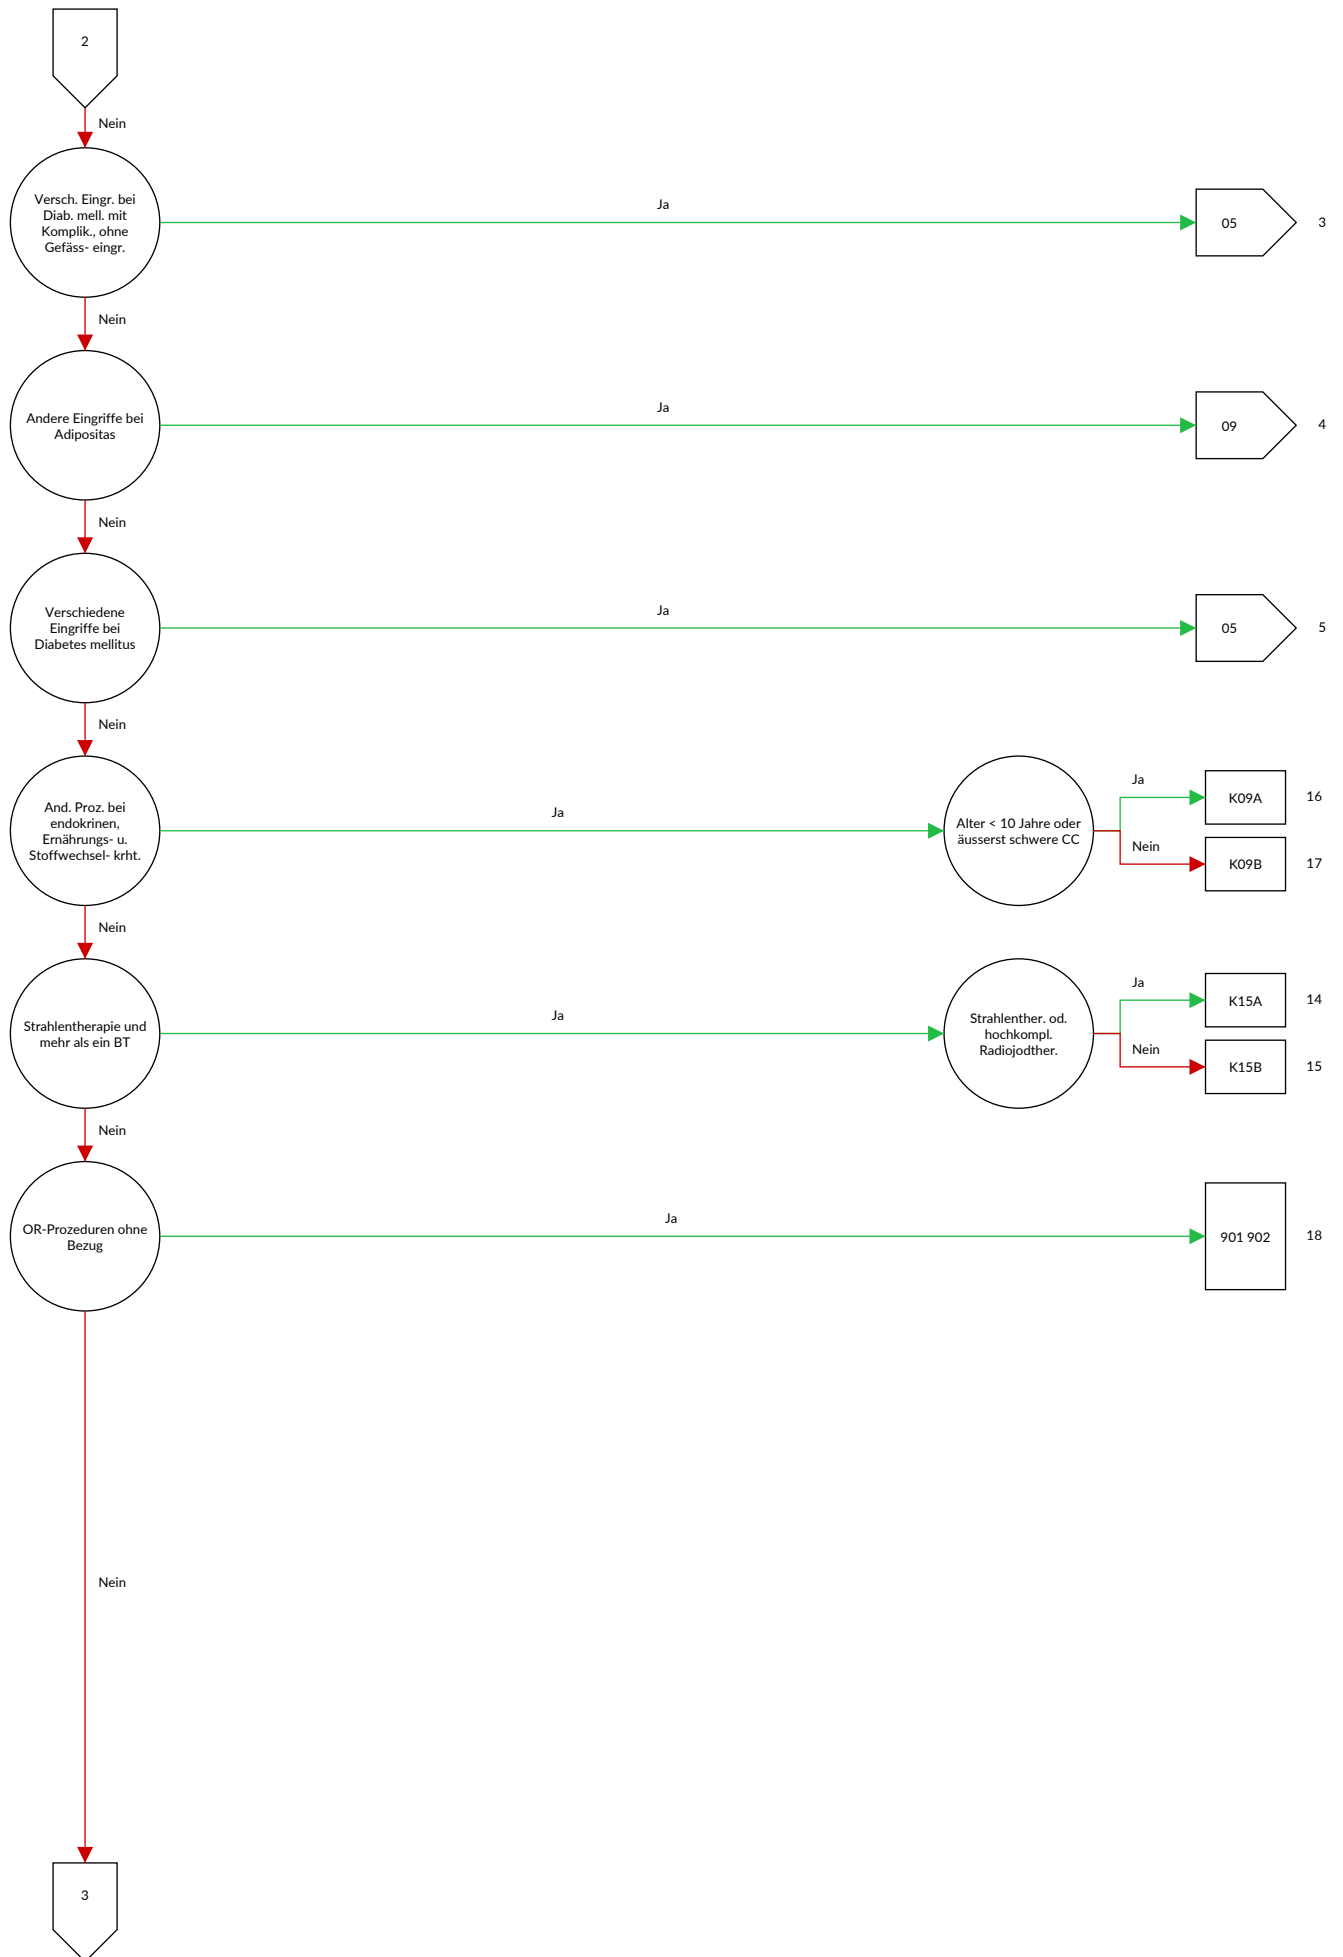 2
Nein
Versch. Eingr. bei
Diab. mell. mit
Komplik., ohne
Gefäss- eingr.
Ja
05
3
Nein
Andere Eingriffe bei
Adipositas
Ja
09
4
Nein
Verschiedene
Eingriffe bei
Diabetes mellitus
Ja
05
5
Nein
And. Proz. bei
endokrinen,
Ernährungs- u.
Stoffwechsel- krht.
Ja
Alter < 10 Jahre oder
äusserst schwere CC
Ja
K09A
16
Nein
K09B
17
Nein
Strahlentherapie und
mehr als ein BT
Ja
Strahlenther. od.
hochkompl.
Radiojodther.
Ja
K15A
14
Nein
K15B
15
Nein
OR-Prozeduren ohne
Bezug
Ja
901 902
18
Nein
3